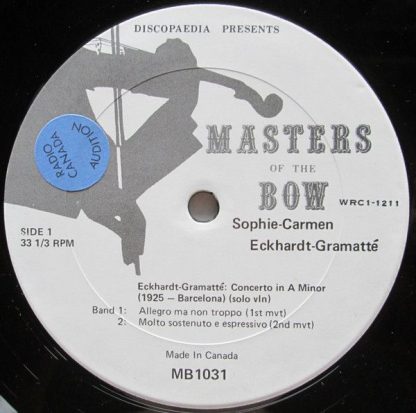 DISCOPAEDIA PRESENTS
MASTERS
OF THE
BOW
WRC1-1211
RADIO
CANADA
AUDITION
Sophie-Carmen
Eckhardt-Gramatté
SIDE 1
33 1/3 RPM
Eckhardt-Gramatté: Concerto in A Minor
(1925 — Barcelona) (solo vln)
Band 1: Allegro ma non troppo (1st mvt)
2: Molto sostenuto e espressivo (2nd mvt)
Made In Canada
MB1031